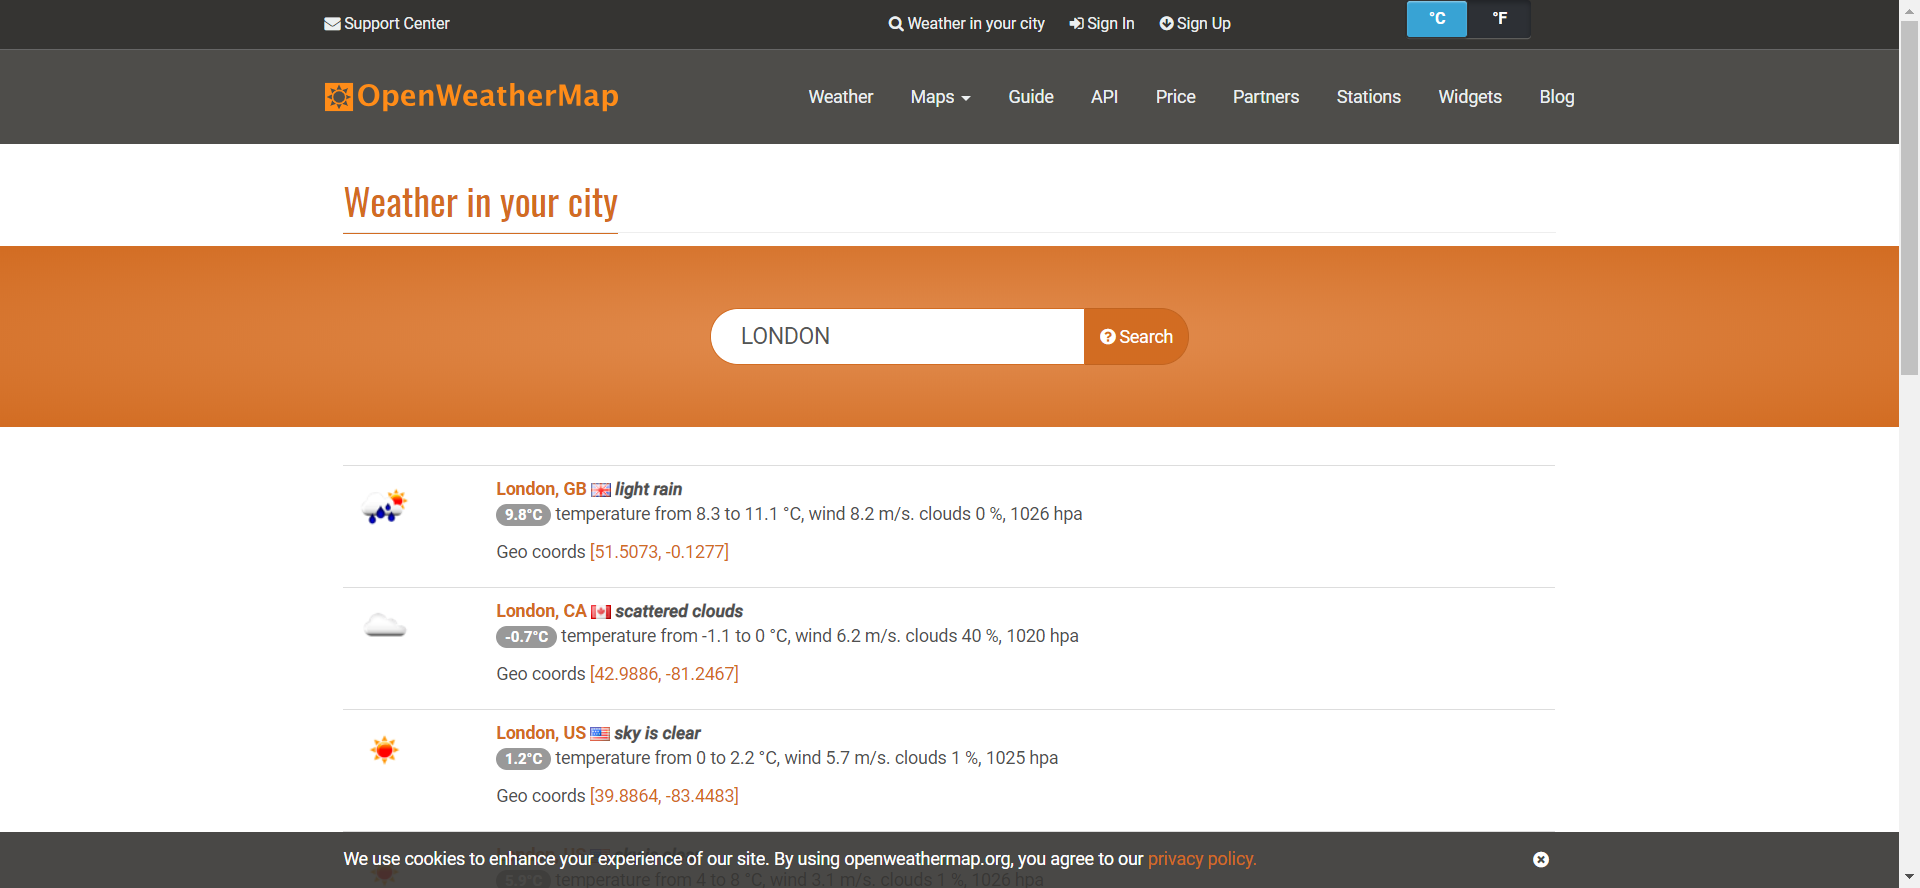 Support Center
Weather in your city
Sign In
Sign Up
°C
°F
OpenWeatherMap
Weather
Maps
Guide
API
Price
Partners
Stations
Widgets
Blog
Weather in your city
LONDON
Search
London, GB light rain
9.8°C temperature from 8.3 to 11.1 °C, wind 8.2 m/s. clouds 0 %, 1026 hpa
Geo coords [51.5073, -0.1277]
London, CA scattered clouds
-0.7°C temperature from -1.1 to 0 °C, wind 6.2 m/s. clouds 40 %, 1020 hpa
Geo coords [42.9886, -81.2467]
London, US sky is clear
1.2°C temperature from 0 to 2.2 °C, wind 5.7 m/s. clouds 1 %, 1025 hpa
Geo coords [39.8864, -83.4483]
We use cookies to enhance your experience of our site. By using openweathermap.org, you agree to our privacy policy.
5.9°C temperature from 4 to 8 °C, wind 3.1 m/s. clouds 1 %, 1026 hpa